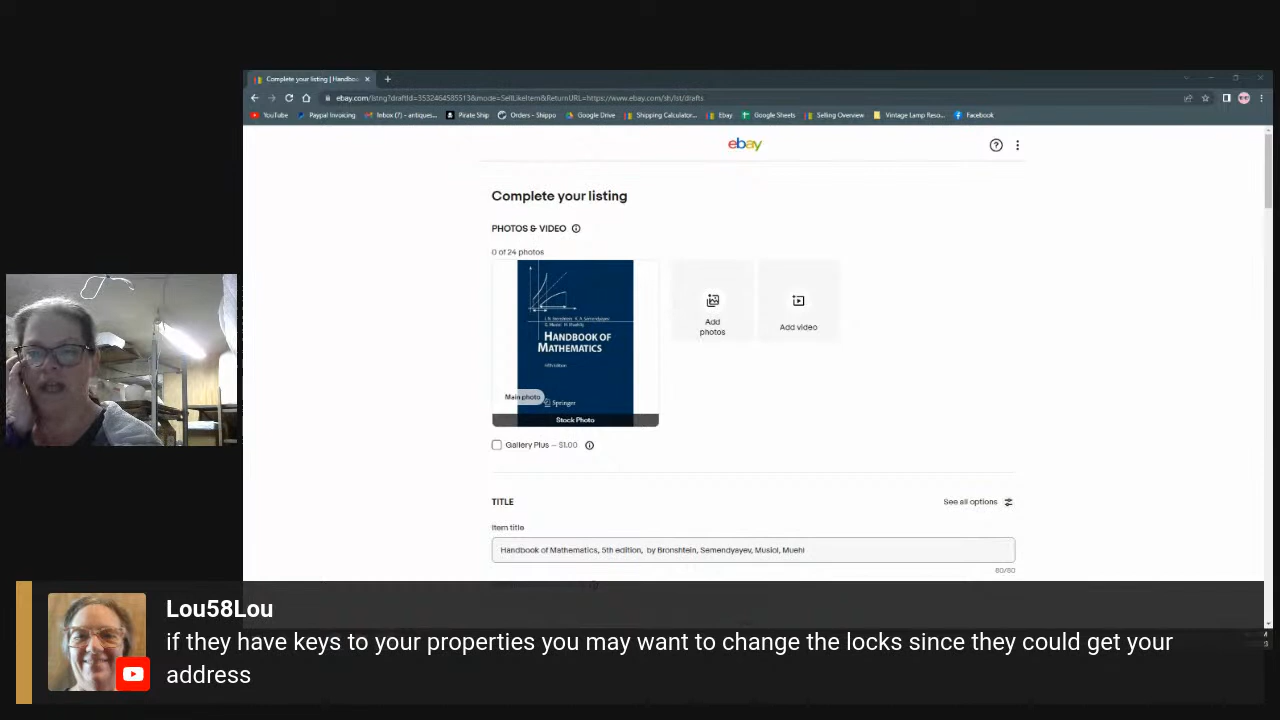 Complete your listing | Handbo
ebay.com/lstng?draftId=3532464585513&mode=SellLikeItem&ReturnURL=https://www.ebay.com/sh/lst/drafts
YouTube Paypal Invoicing Inbox (7) - antiques... Pirate Ship Orders - Shippo Google Drive Shipping Calculator... Ebay Google Sheets Selling Overview Vintage Lamp Reso... Facebook
ebay
Complete your listing
PHOTOS & VIDEO
0 of 24 photos
HANDBOOK OF
MATHEMATICS
Main photo
Springer
Stock Photo
Add
photos
Add video
Gallery Plus – $1.00
TITLE
See all options
Item title
Handbook of Mathematics, 5th edition, by Bronshtein, Semendyayev, Musiol, Muehl
80/80
Lou58Lou
if they have keys to your properties you may want to change the locks since they could get your
address